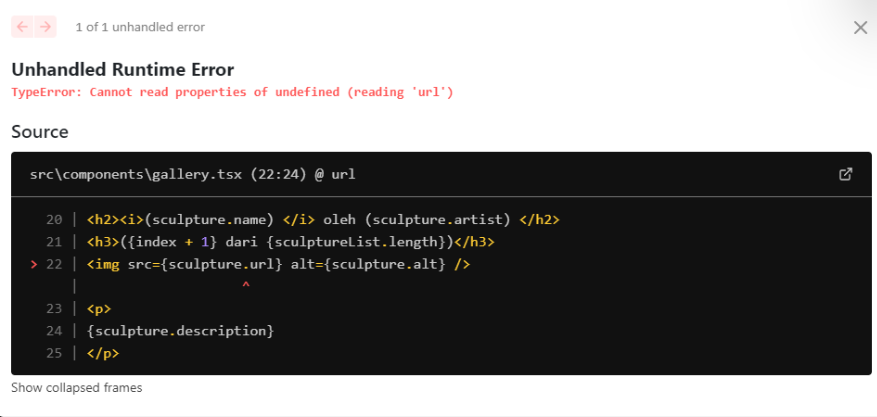 1 of 1 unhandled error
Unhandled Runtime Error
TypeError: Cannot read properties of undefined (reading 'url')
Source
src\components\gallery.tsx (22:24) @ url
20 | <h2><i>(sculpture.name) </i> oleh (sculpture.artist) </h2>
21 | <h3>({index + 1} dari {sculptureList.length})</h3>
> 22 | <img src={sculpture.url} alt={sculpture.alt} />
| ^
23 | <p>
24 | {sculpture.description}
25 | </p>
Show collapsed frames